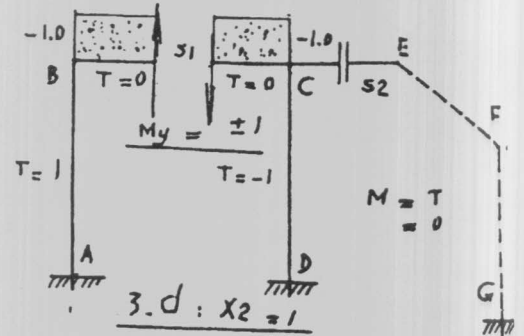 -1.0 -1.0
S1
E
B T=0 T=0 C S2
My = ±1
F
T=1 T=-1
M = T
= 0
A D
G
3.d : X2 = 1